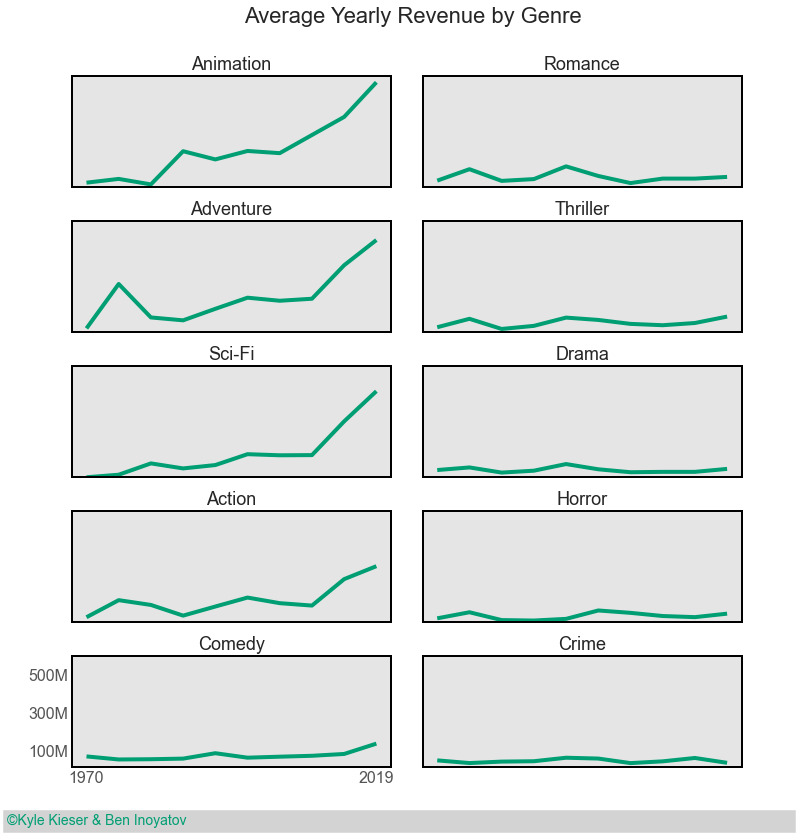 Average Yearly Revenue by Genre
Animation
Romance
Adventure
Thriller
Sci-Fi
Drama
Action
Horror
Comedy
Crime
500M
300M
100M
1970
2019
©Kyle Kieser & Ben Inoyatov